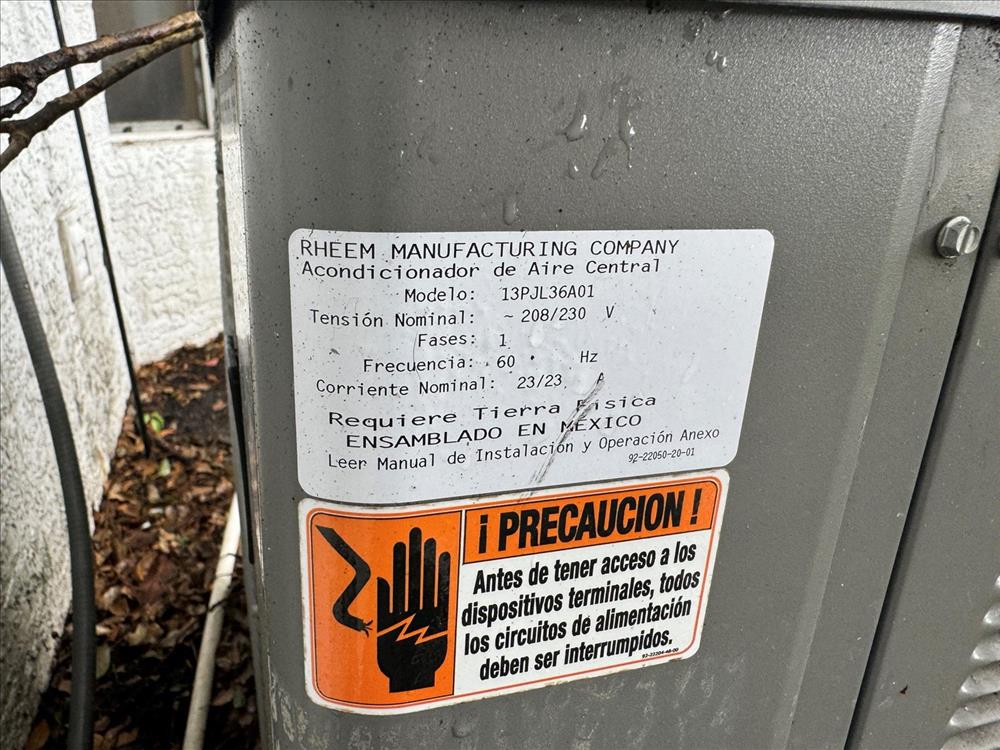 RHEEM MANUFACTURING COMPANY
Acondicionador de Aire Central
Modelo: 13PJL36A01
Tensión Nominal: ~ 208/230 V
Fases: 1
Frecuencia: 60 Hz
Corriente Nominal: 23/23 A
Requiere Tierra Fisica
ENSAMBLADO EN MEXICO
Leer Manual de Instalación y Operación Anexo
92-22050-20-01
¡ PRECAUCION !
Antes de tener acceso a los
dispositivos terminales, todos
los circuitos de alimentación
deben ser interrumpidos.